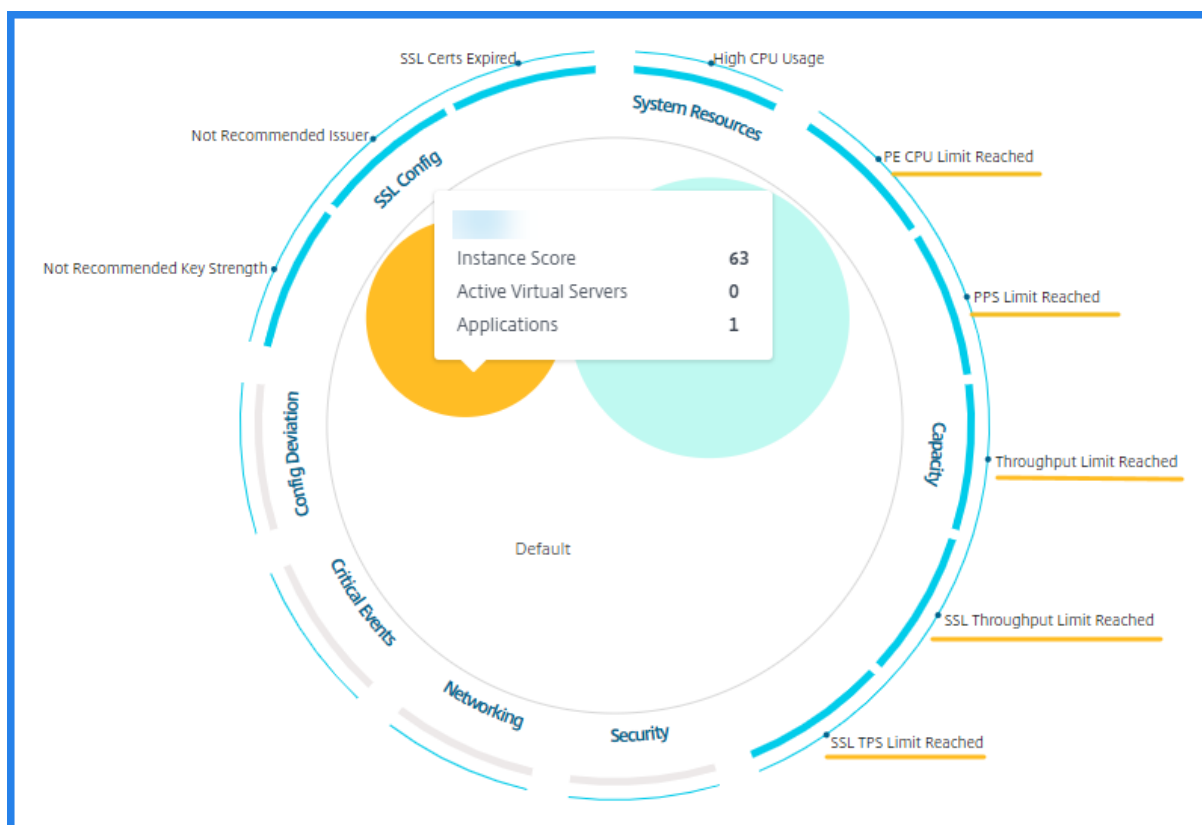 SSL Certs Expired
High CPU Usage
System Resources
Not Recommended Issuer
PE CPU Limit Reached
SSL Config
Instance Score 63
Not Recommended Key Strength
Active Virtual Servers 0
PPS Limit Reached
Applications 1
Config Deviation
Capacity
Throughput Limit Reached
Default
Critical Events
SSL Throughput Limit Reached
Networking
Security
SSL TPS Limit Reached